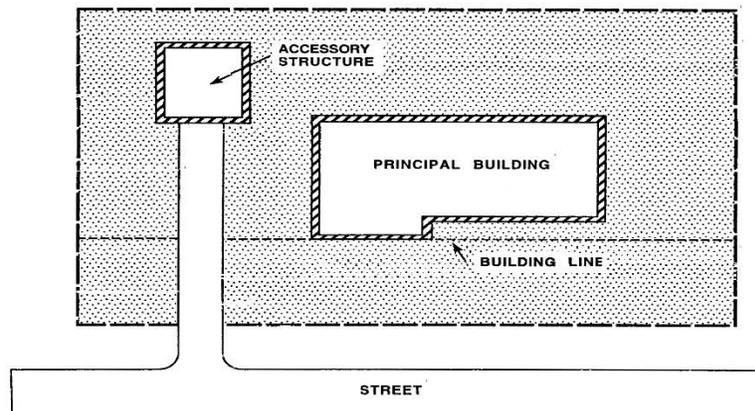 ACCESSORY
STRUCTURE
PRINCIPAL BUILDING
BUILDING LINE
STREET